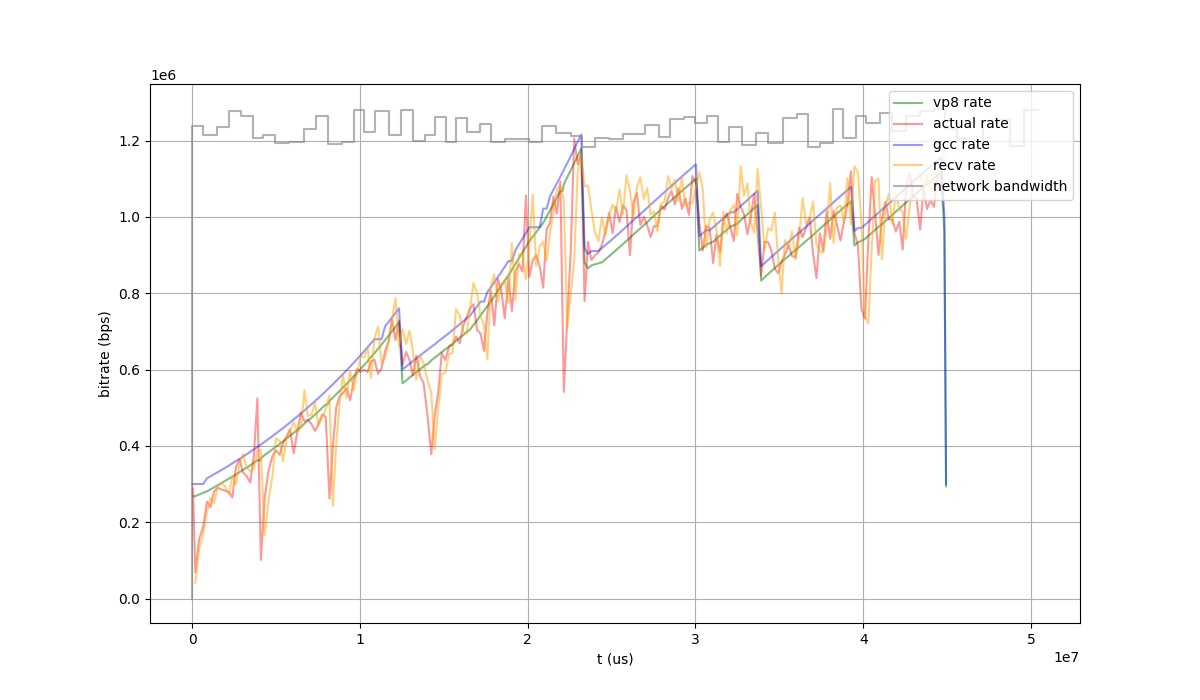 1e6
1.2
1.0
0.8
0.6
0.4
0.2
0.0
bitrate (bps)
vp8 rate
actual rate
gcc rate
recv rate
network bandwidth
0
1
2
3
4
5
t (us)
1e7